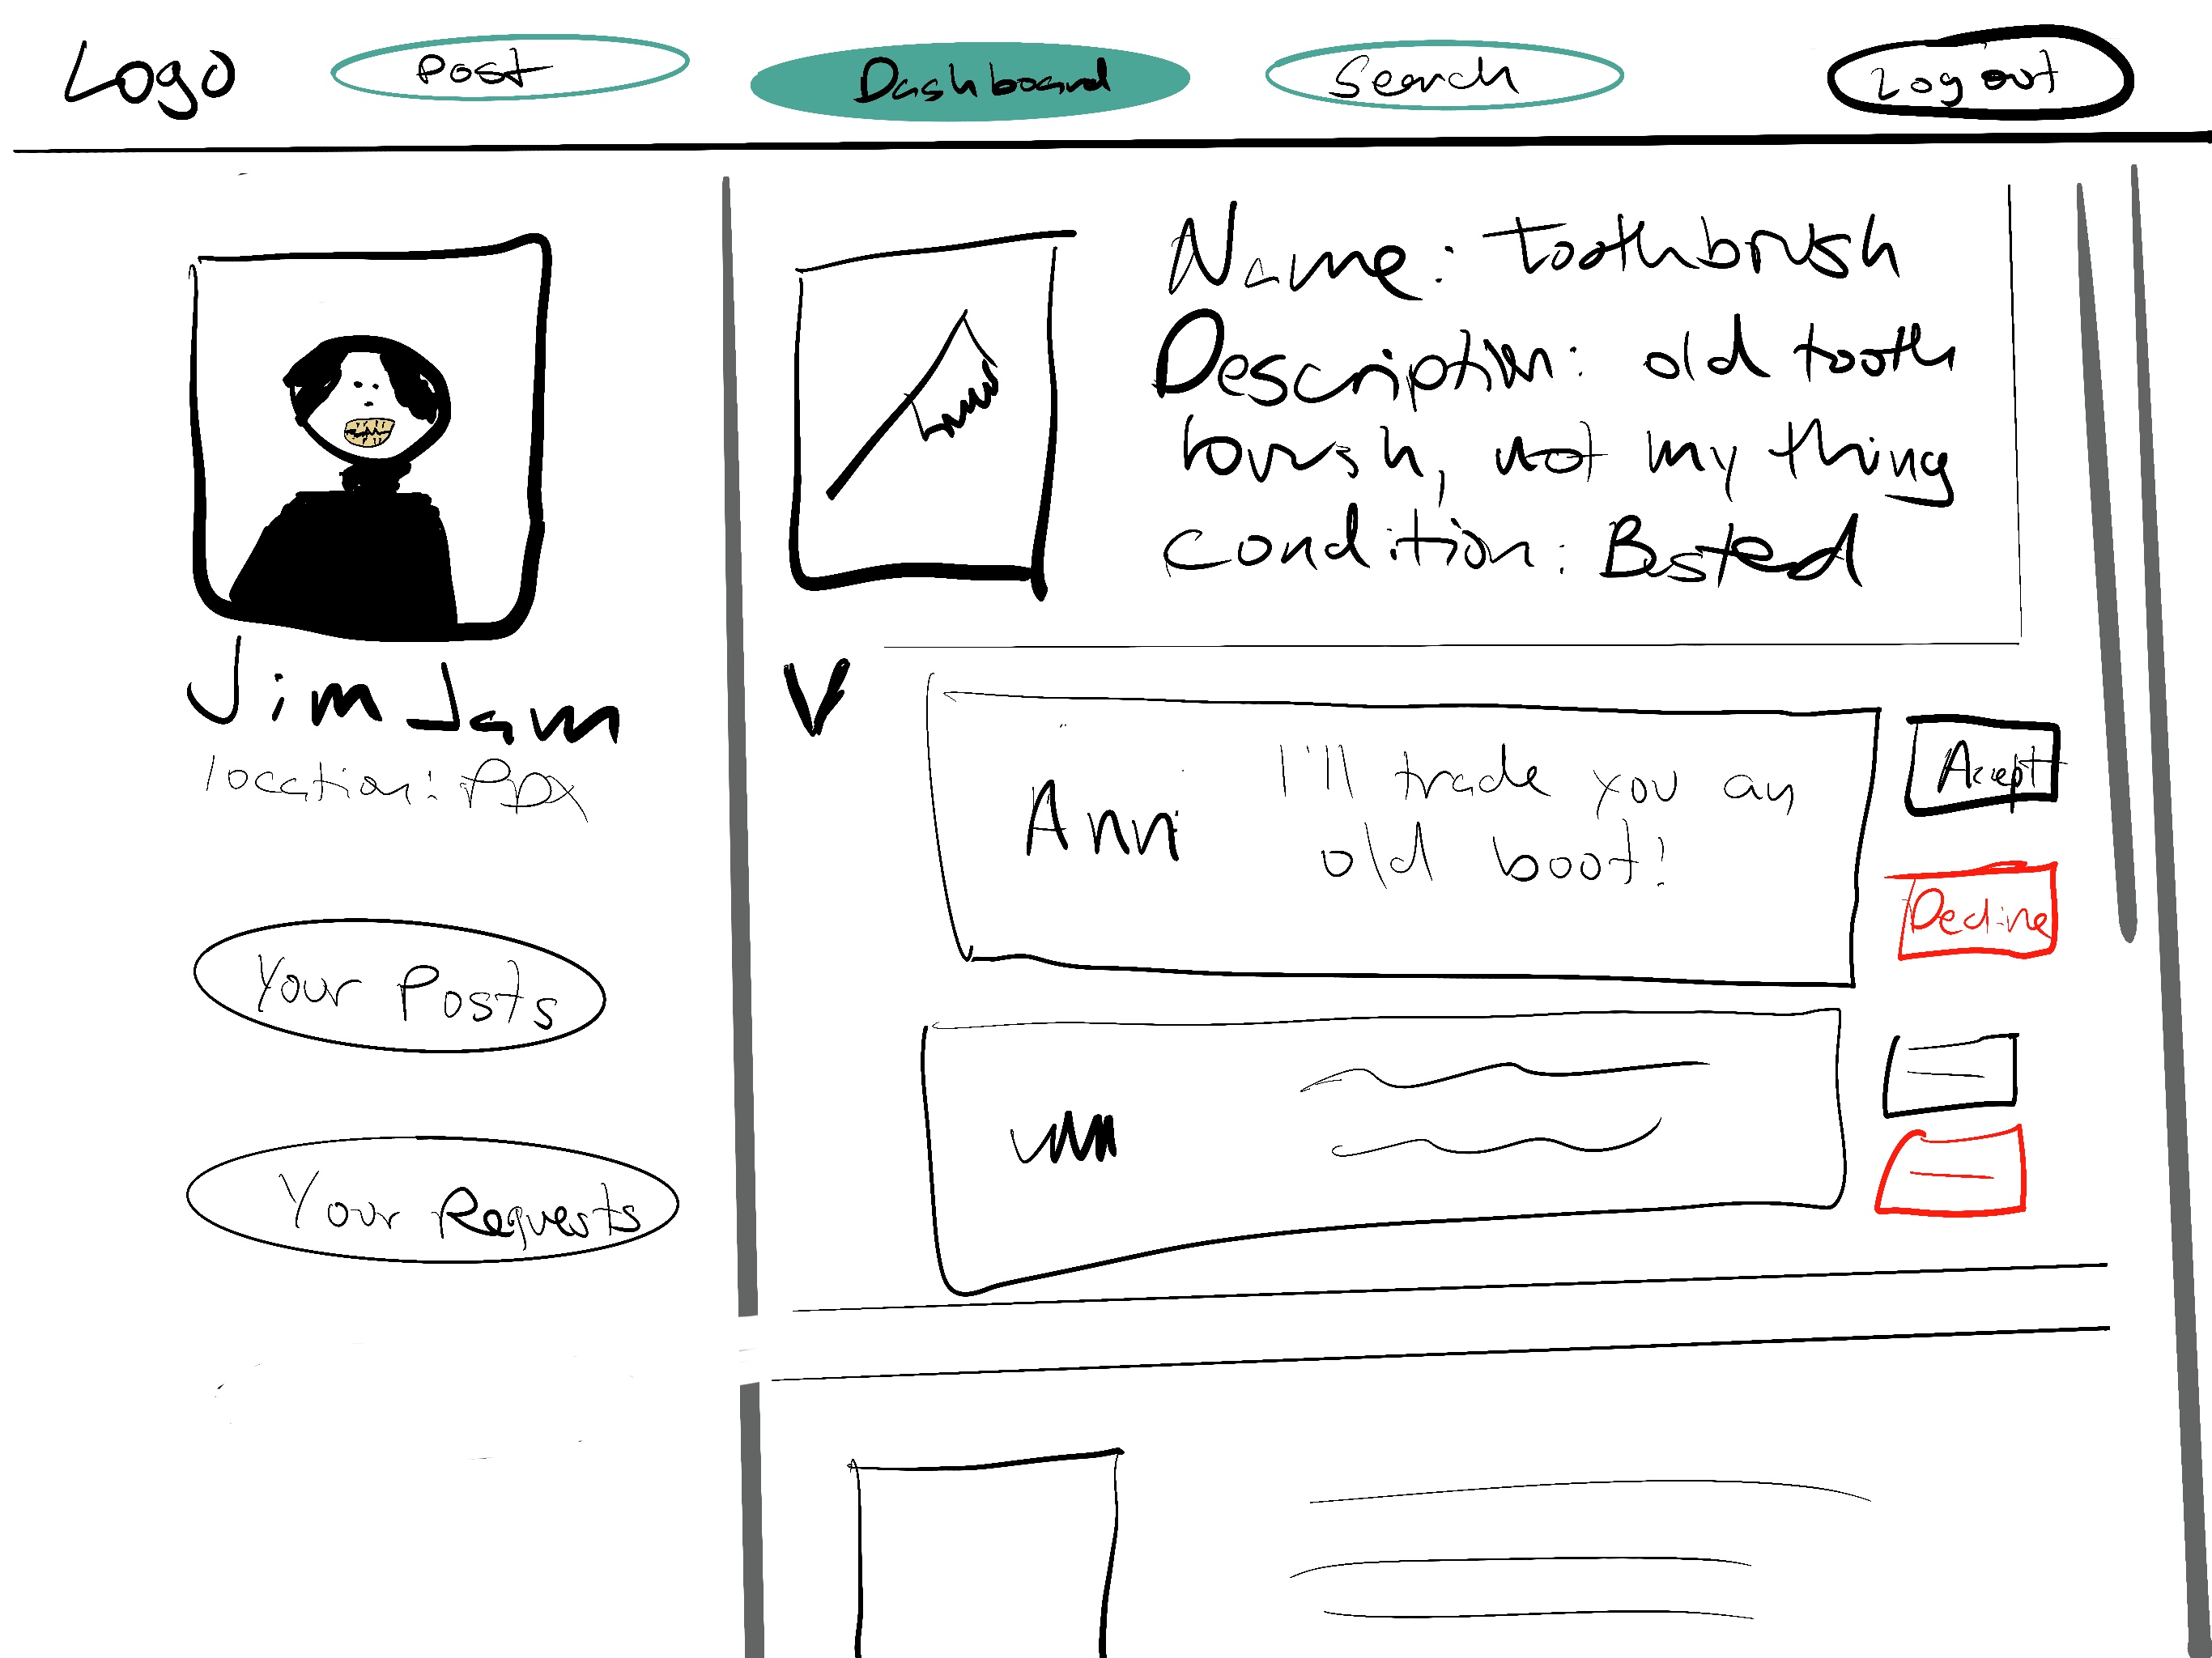 Logo
Post
Dashboard
Search
Log out
Jim Jam
location: PDX
Your Posts
Your Requests
Name: toothbrush
Description: old tooth
brush, not my thing
condition: Busted
Ann
I'll trade you an
old boot!
Accept
Decline